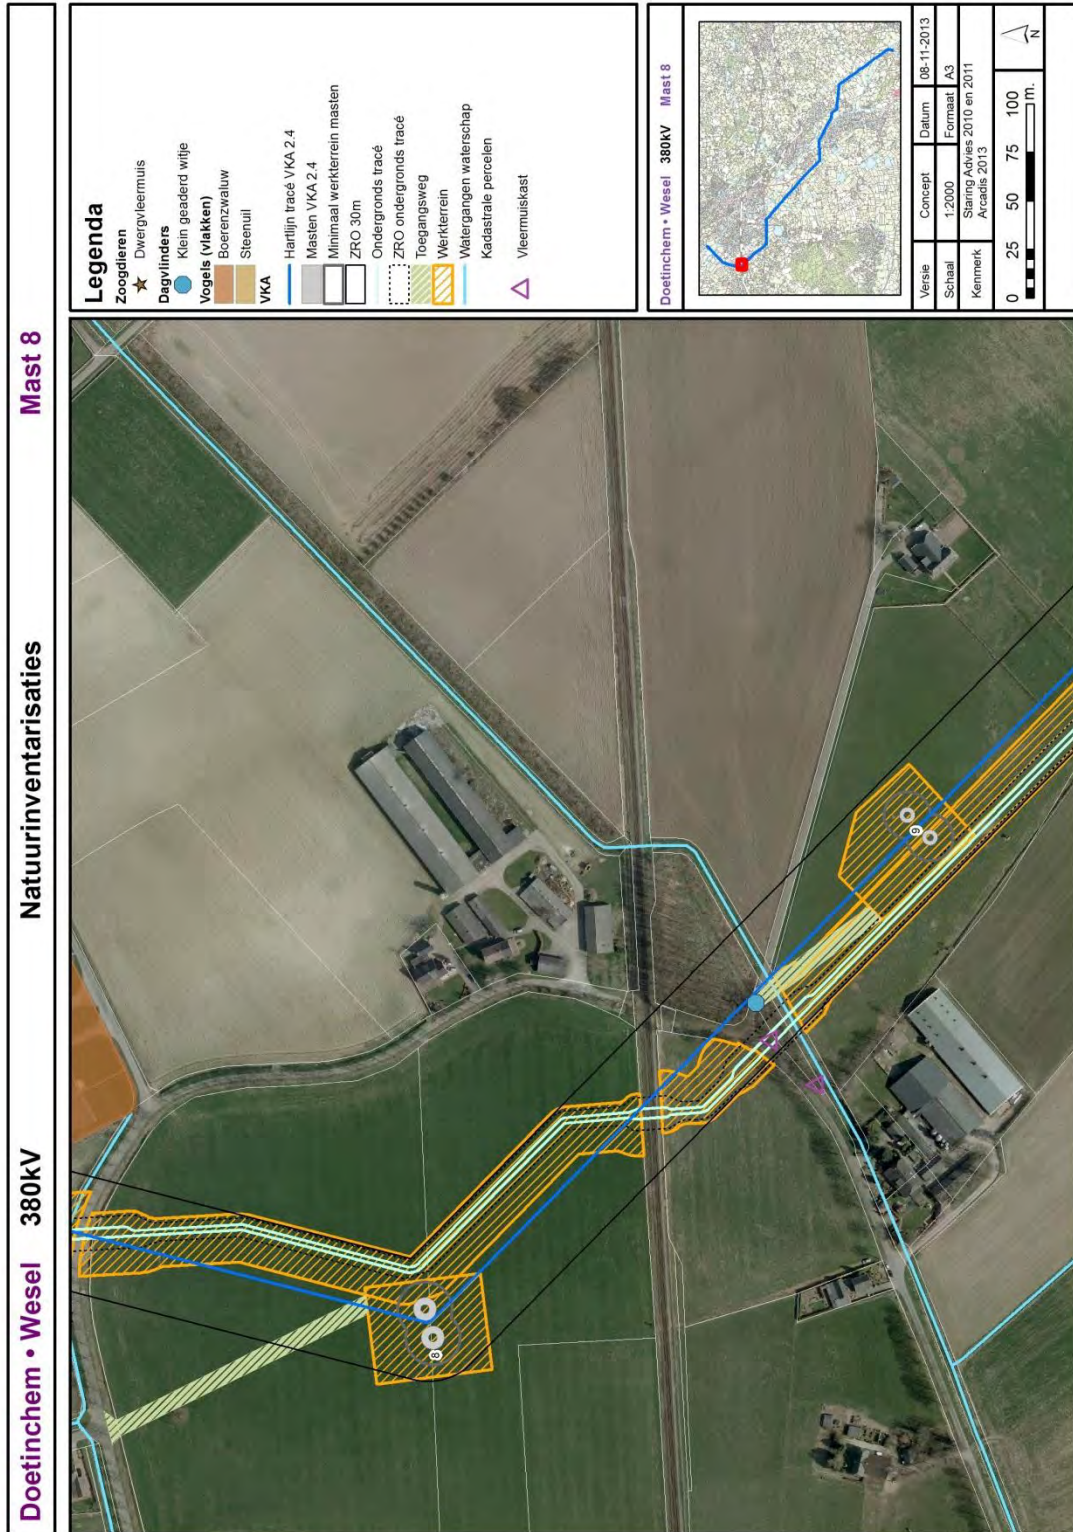 Doetinchem • Wesel 380kV Natuurinventarisaties Mast 8
Legenda
Zoogdieren
Dwergvleermuis
Dagvlinders
Klein geaderd witje
Vogels (vlakken)
Boerenzwaluw
Steenuil
VKA
Hartlijn tracé VKA 2.4
Masten VKA 2.4
Minimaal werkterrein masten
ZRO 30m
Ondergronds tracé
ZRO ondergronds tracé
Toegangsweg
Werkterrein
Watergangen waterschap
Kadastrale percelen
Vleermuiskast
Doetinchem • Wesel 380kV Mast 8
Versie Concept Datum 08-11-2013
Schaal 1:2000 Formaat A3
Kenmerk Staring Advies 2010 en 2011
Arcadis 2013
0 25 50 75 100 m.
N
8
9